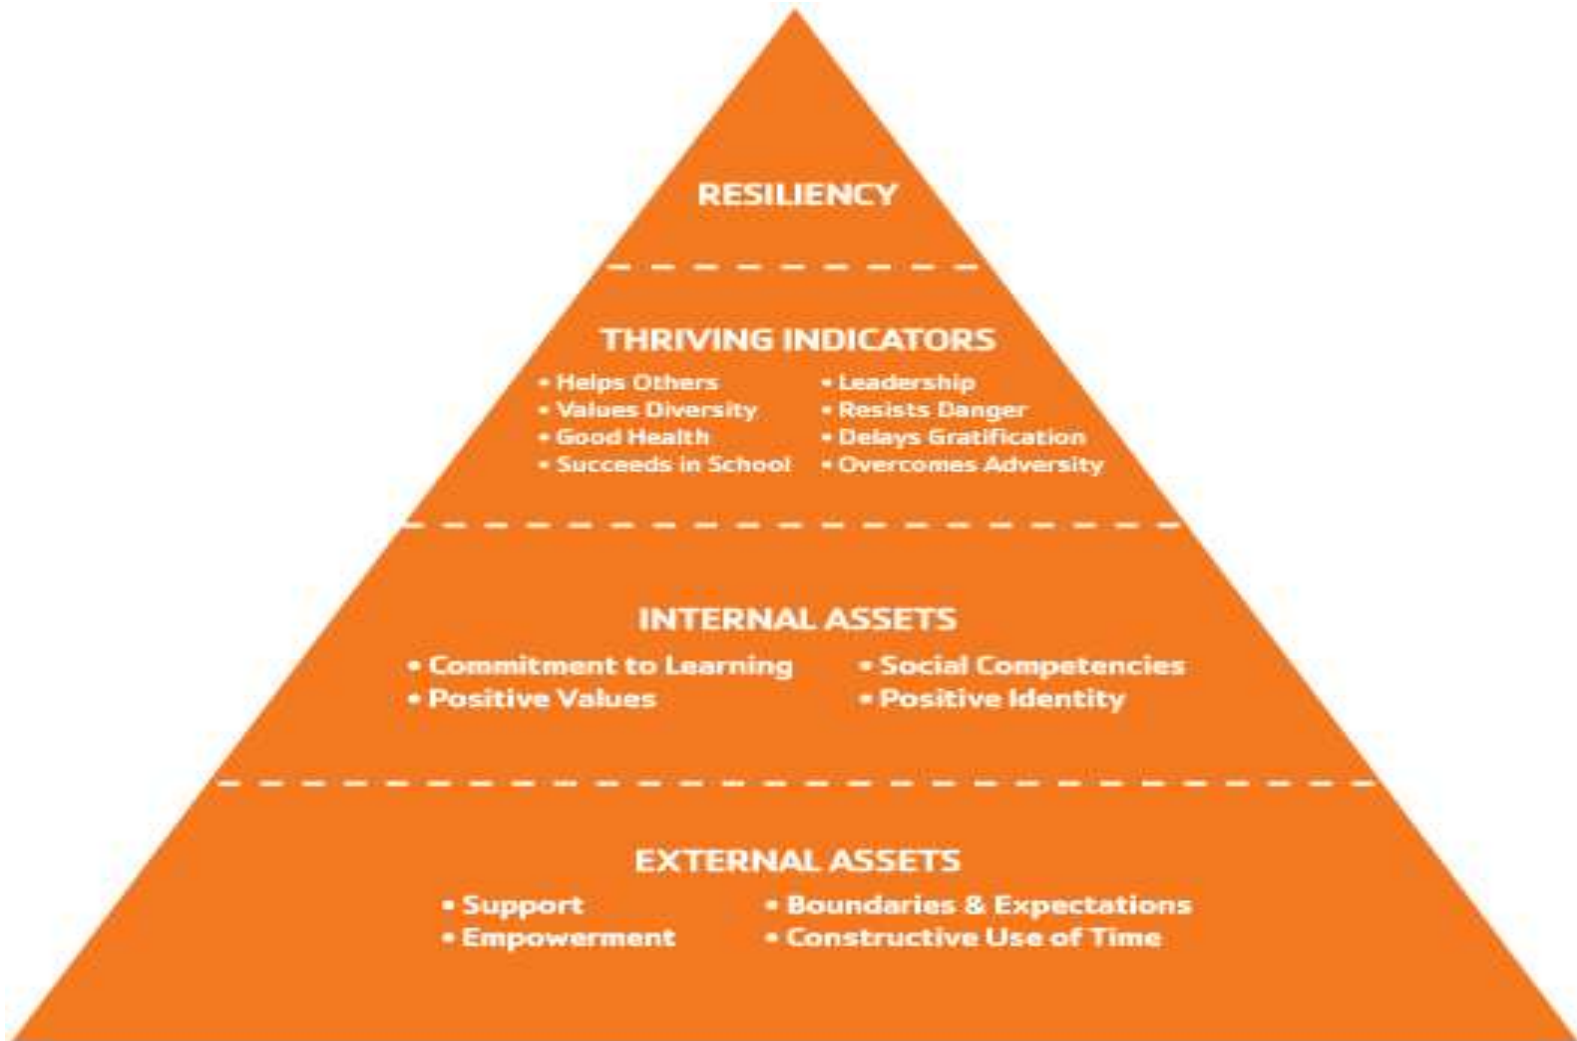 RESILIENCY
THRIVING INDICATORS
• Helps Others
• Values Diversity
• Good Health
• Succeeds in School
• Leadership
• Resists Danger
• Delays Gratification
• Overcomes Adversity
INTERNAL ASSETS
• Commitment to Learning
• Positive Values
• Social Competencies
• Positive Identity
EXTERNAL ASSETS
• Support
• Empowerment
• Boundaries & Expectations
• Constructive Use of Time